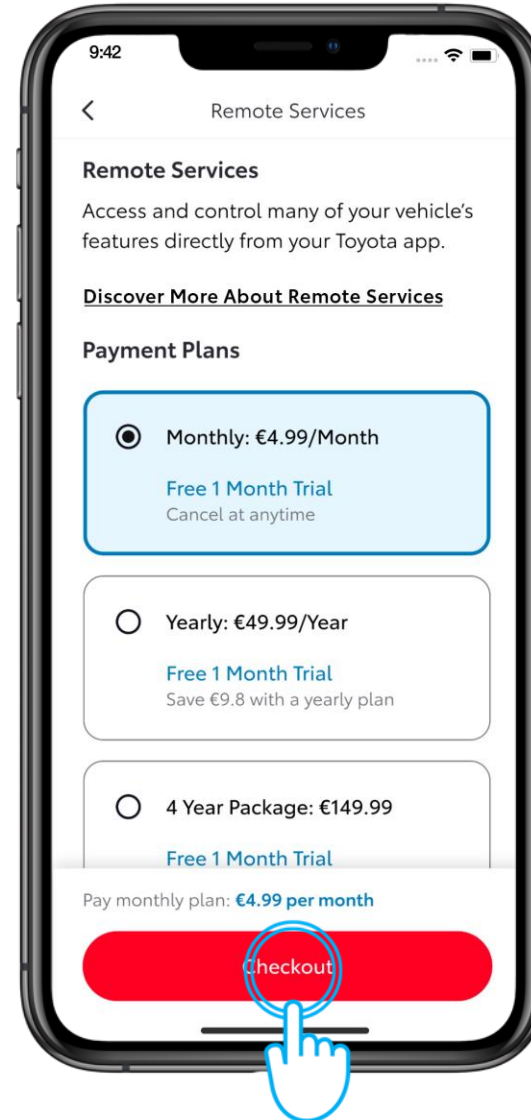 9:42
Remote Services
Remote Services
Access and control many of your vehicle's
features directly from your Toyota app.
Discover More About Remote Services
Payment Plans
Monthly: €4.99/Month
Free 1 Month Trial
Cancel at anytime
Yearly: €49.99/Year
Free 1 Month Trial
Save €9.8 with a yearly plan
4 Year Package: €149.99
Free 1 Month Trial
Pay monthly plan: €4.99 per month
Checkout